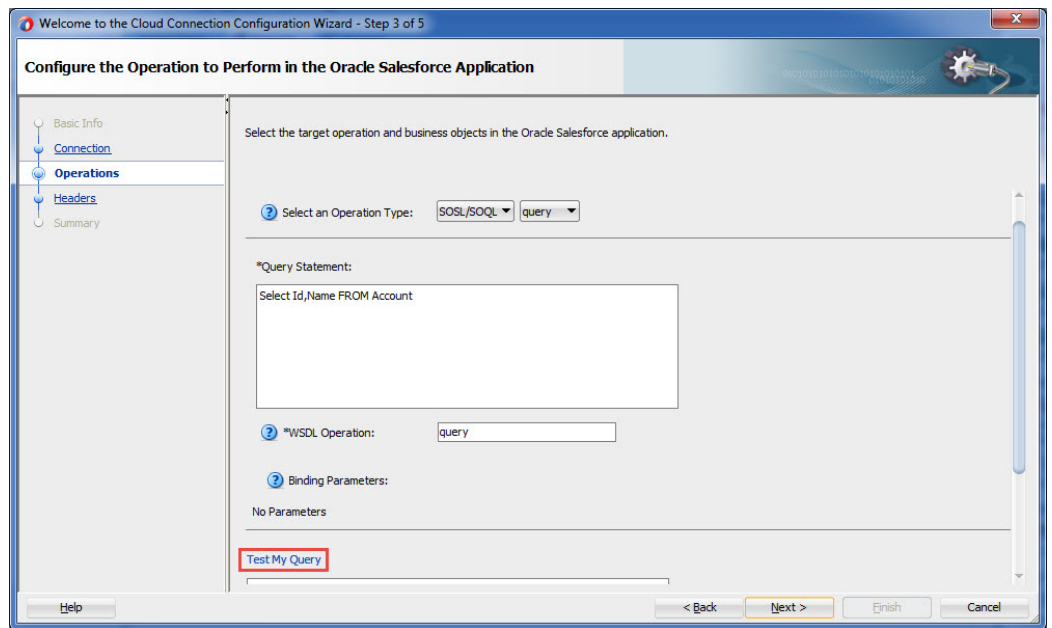 Welcome to the Cloud Connection Configuration Wizard - Step 3 of 5
Configure the Operation to Perform in the Oracle Salesforce Application
Basic Info
Connection
Operations
Headers
Summary
Select the target operation and business objects in the Oracle Salesforce application.
Select an Operation Type: SOSL/SOQL query
*Query Statement:
Select Id,Name FROM Account
*WSDL Operation: query
Binding Parameters:
No Parameters
Test My Query
Help < Back Next > Finish Cancel